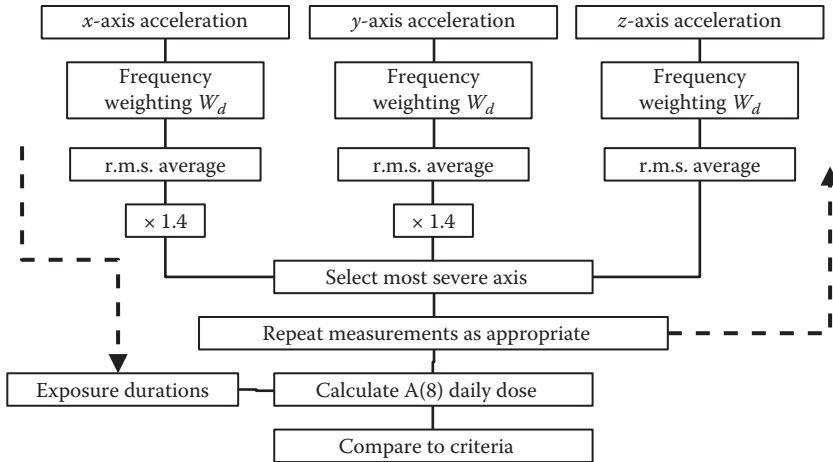 x-axis acceleration
y-axis acceleration
z-axis acceleration
Frequency
weighting W_d
Frequency
weighting W_d
Frequency
weighting W_d
r.m.s. average
r.m.s. average
r.m.s. average
× 1.4
× 1.4
Select most severe axis
Repeat measurements as appropriate
Exposure durations
Calculate A(8) daily dose
Compare to criteria